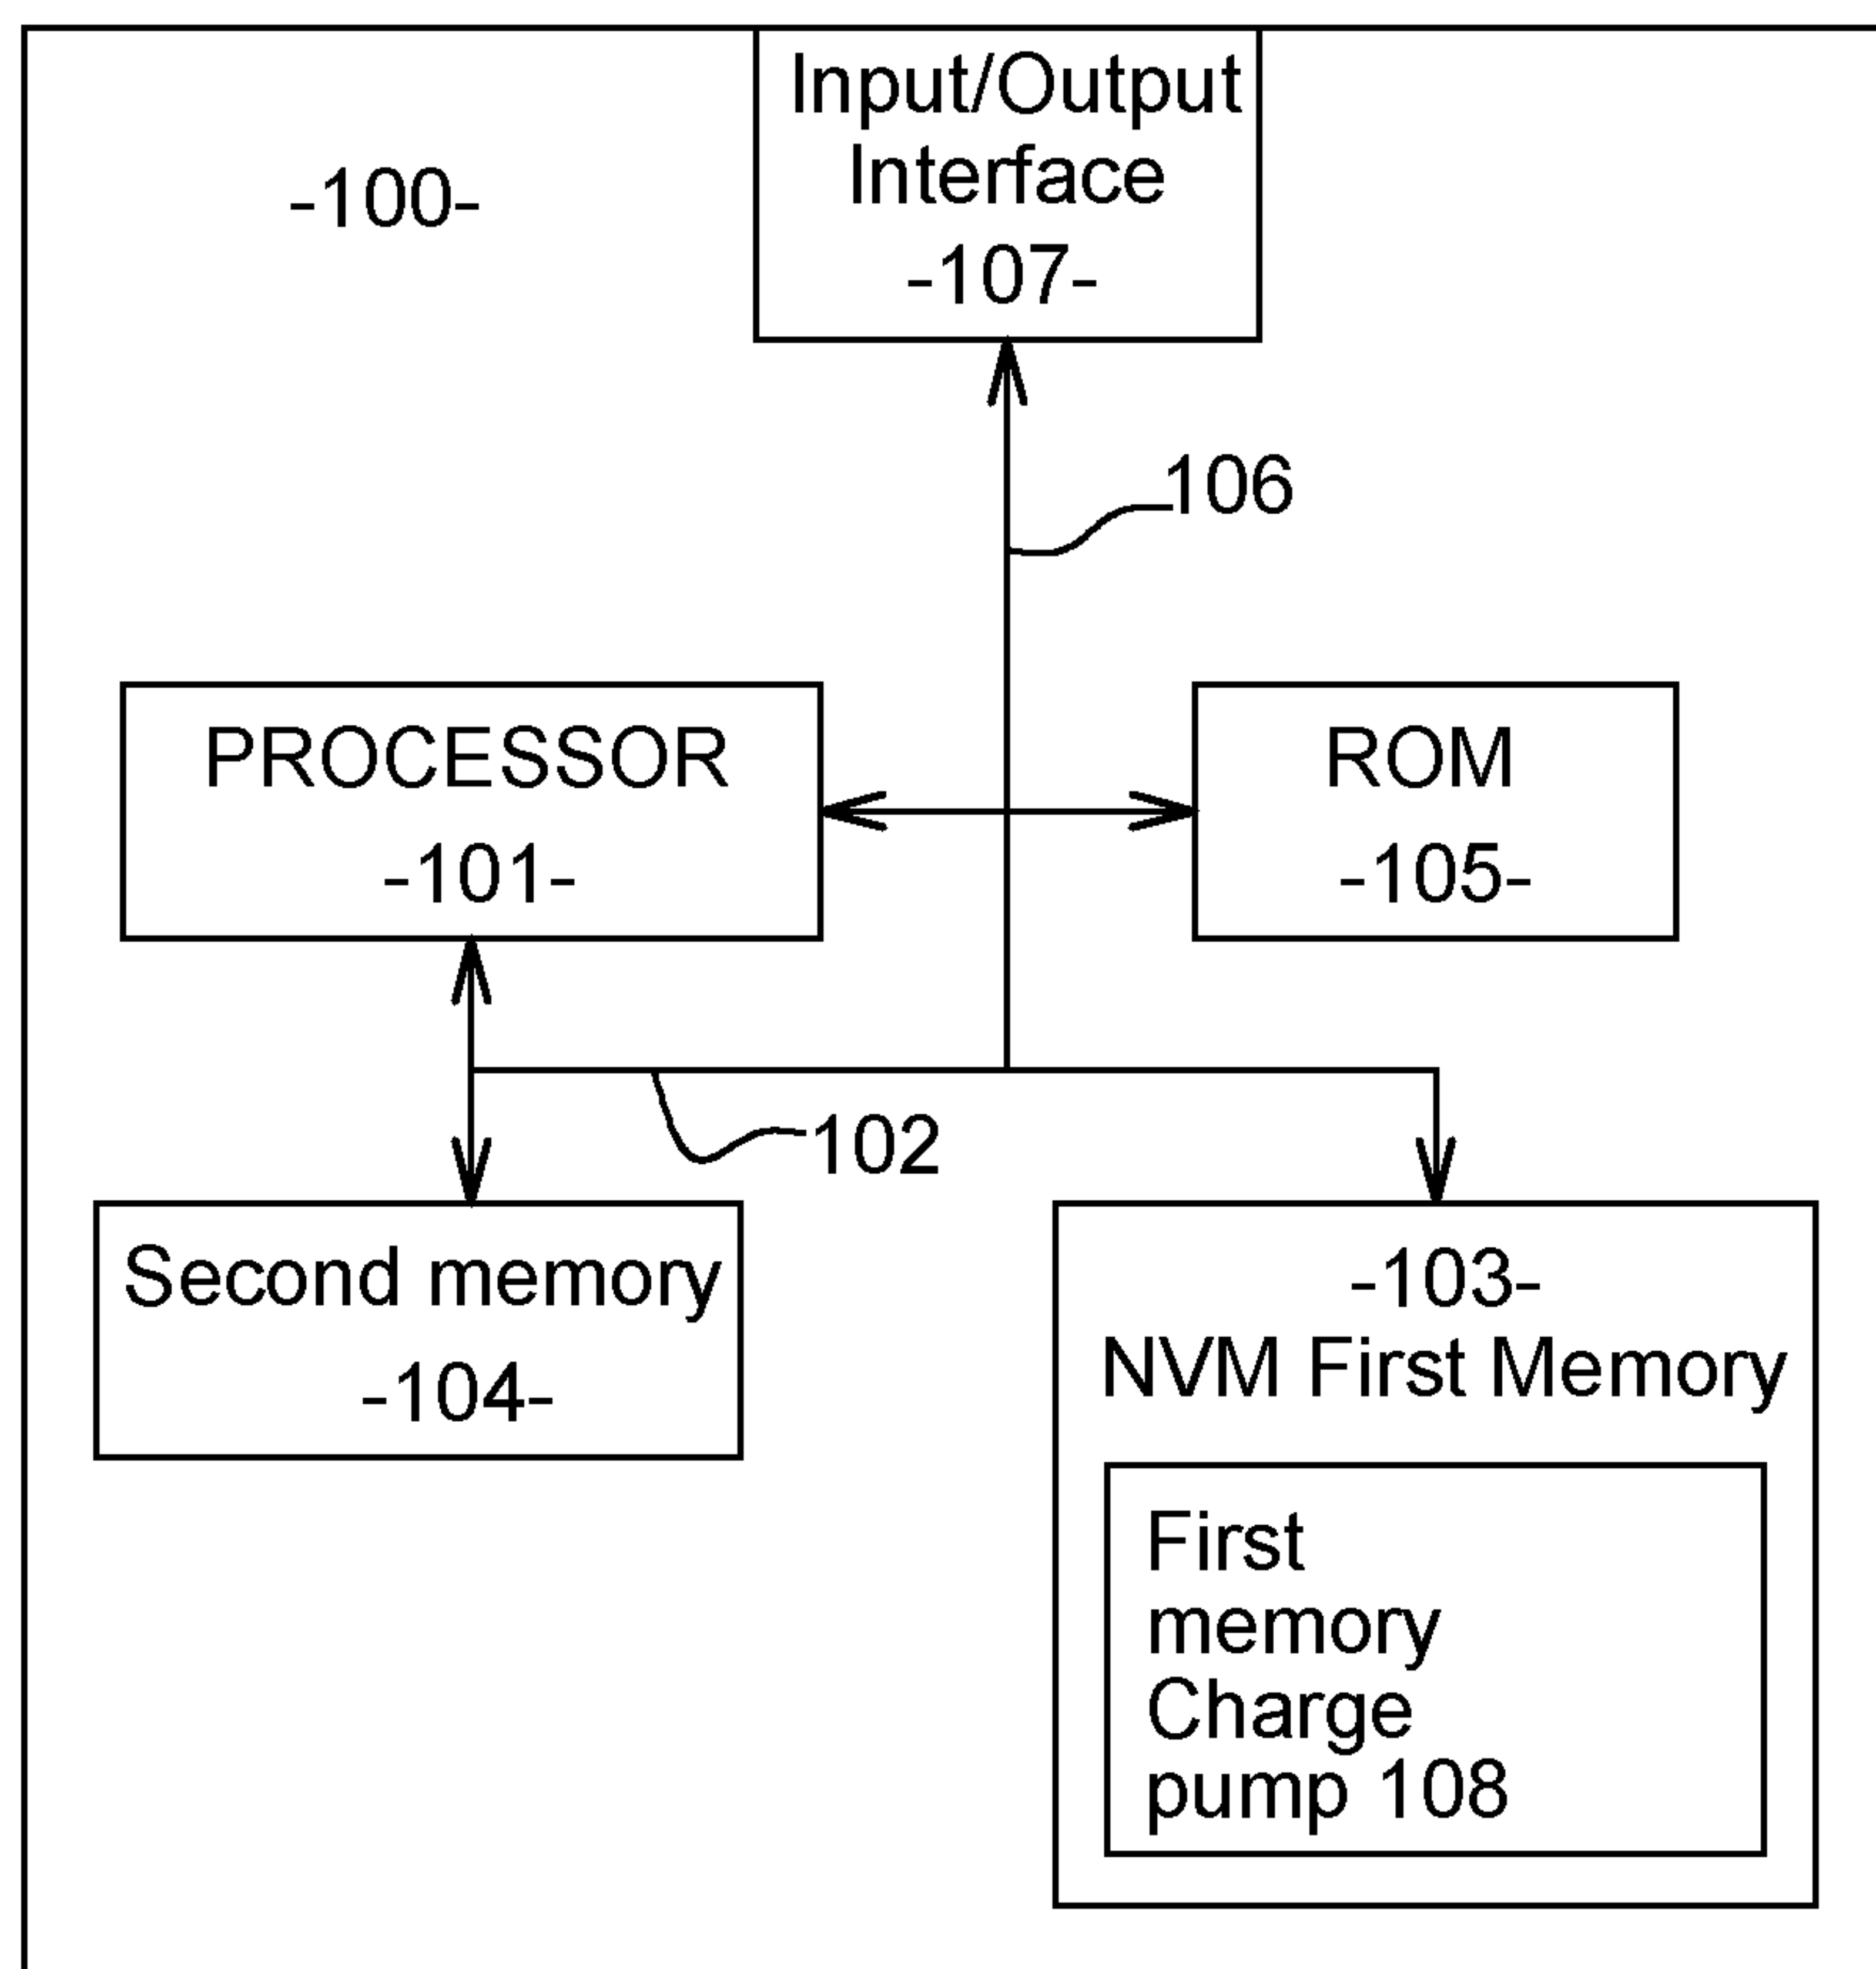 Input/Output
Interface
-107-
-100-
106
PROCESSOR
-101-
ROM
-105-
102
Second memory
-104-
-103-
NVM First Memory
First
memory
Charge
pump 108